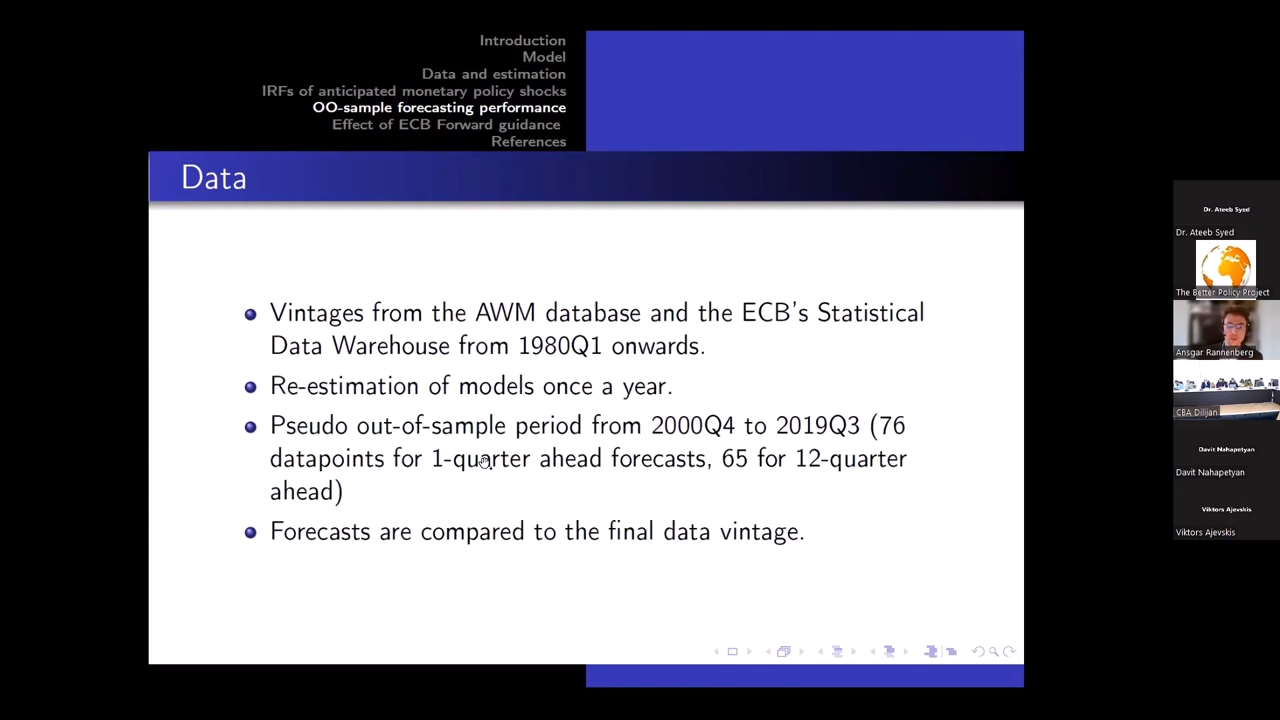 Introduction
Model
Data and estimation
IRFs of anticipated monetary policy shocks
OO-sample forecasting performance
Effect of ECB Forward guidance
References
Data
Vintages from the AWM database and the ECB's Statistical
Data Warehouse from 1980Q1 onwards.
Re-estimation of models once a year.
Pseudo out-of-sample period from 2000Q4 to 2019Q3 (76
datapoints for 1-quarter ahead forecasts, 65 for 12-quarter
ahead)
Forecasts are compared to the final data vintage.
Dr. Ateeb Syed
Dr. Ateeb Syed
The Better Policy Project
Ansgar Rannenberg
CBA Dilijan
Davit Nahapetyan
Davit Nahapetyan
Viktors Ajevskis
Viktors Ajevskis